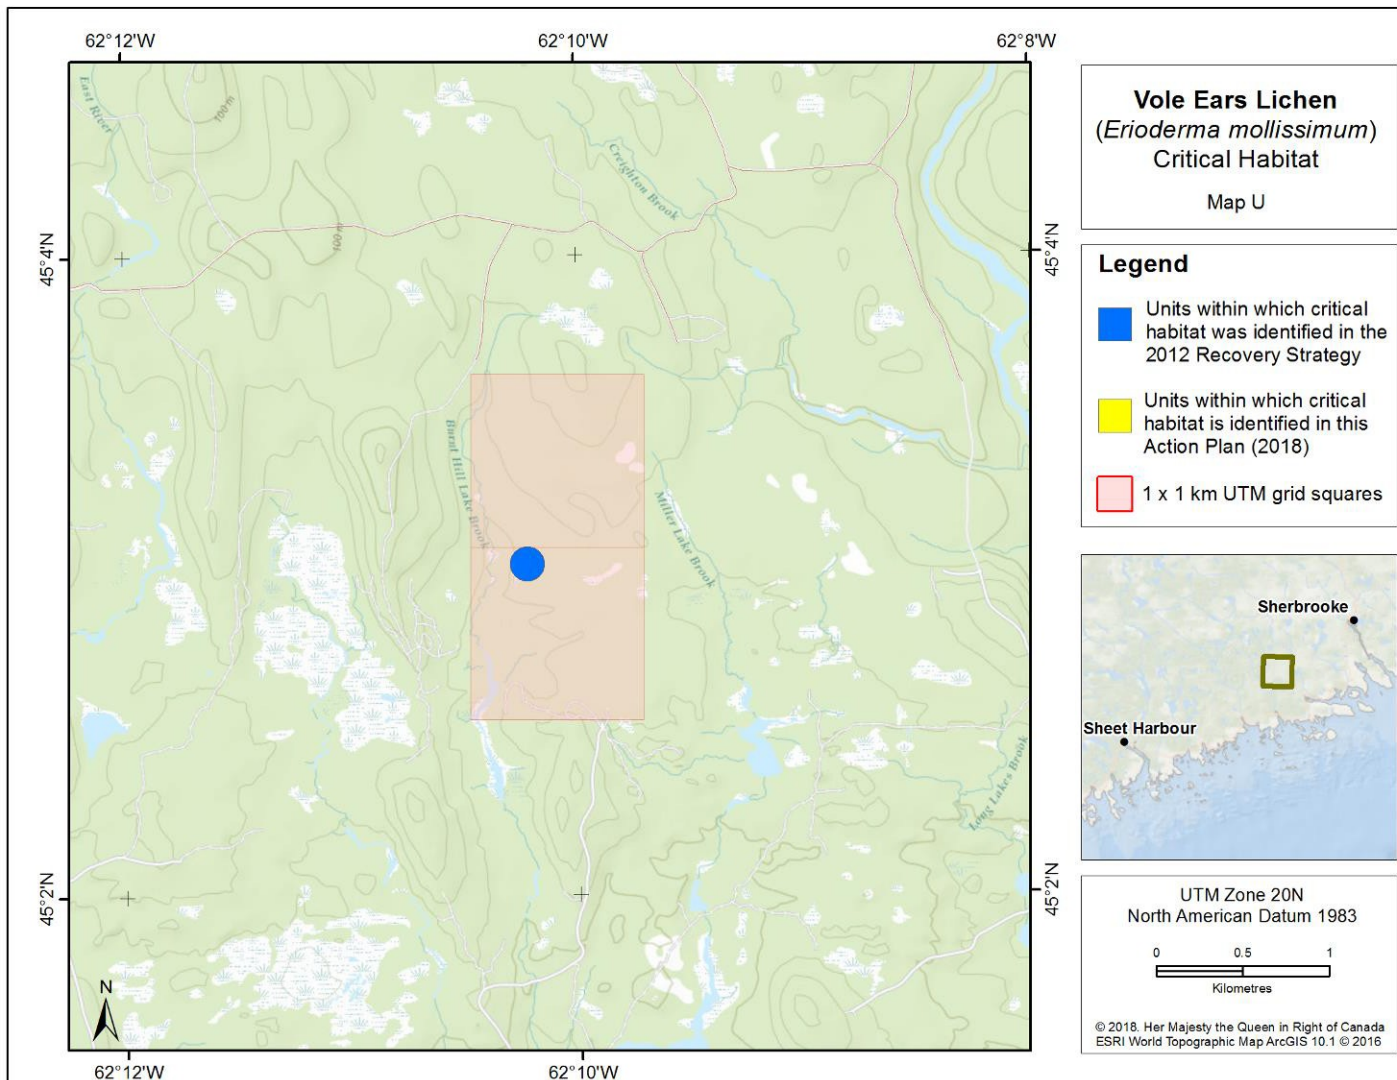 62°12'W
62°10'W
62°8'W
45°4'N
45°4'N
45°2'N
45°2'N
62°12'W
62°10'W
East River
100 m
100 m
Creighton Brook
Burnt Hill Lake Brook
Miller Lake Brook
Long Lakes Brook
N
Vole Ears Lichen
(Erioderma mollissimum)
Critical Habitat
Map U
Legend
Units within which critical
habitat was identified in the
2012 Recovery Strategy
Units within which critical
habitat is identified in this
Action Plan (2018)
1 x 1 km UTM grid squares
Sherbrooke
Sheet Harbour
UTM Zone 20N
North American Datum 1983
0 0.5 1
Kilometres
© 2018. Her Majesty the Queen in Right of Canada
ESRI World Topographic Map ArcGIS 10.1 © 2016